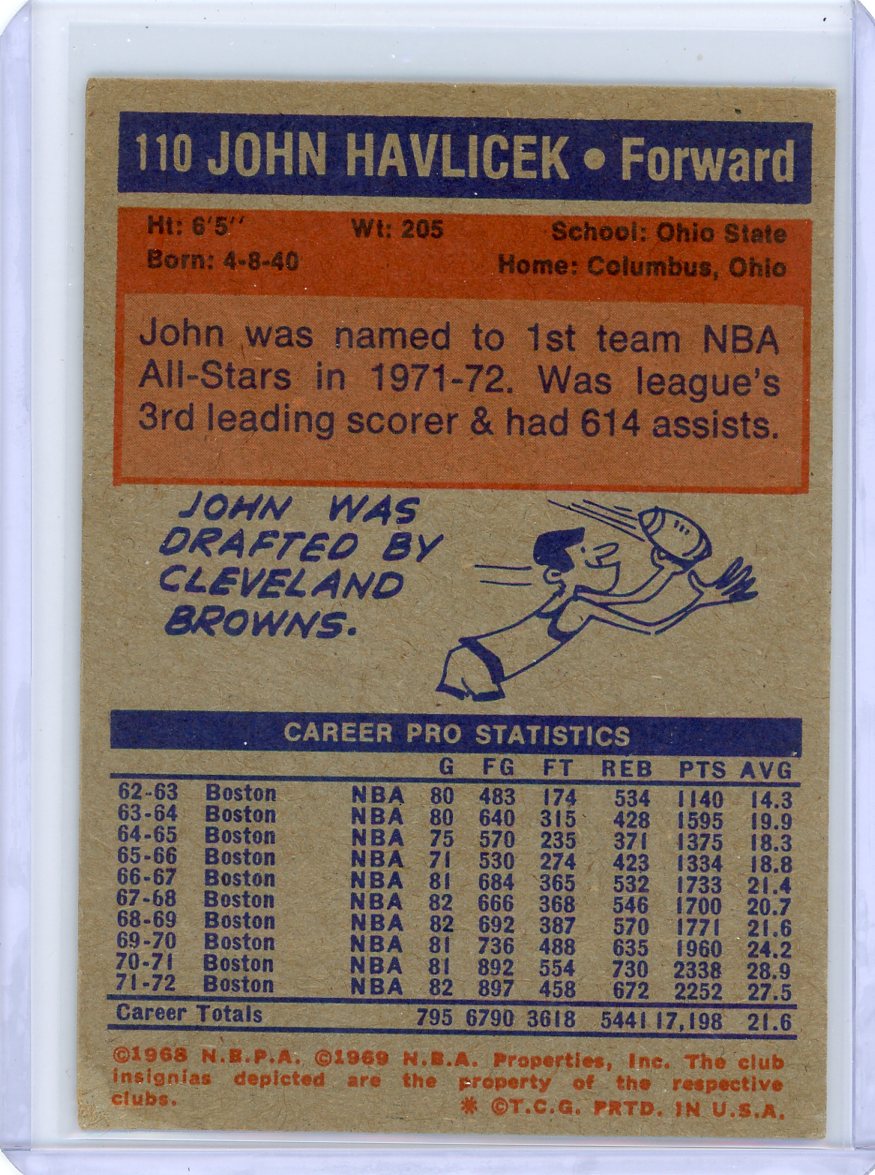 110 JOHN HAVLICEK • Forward
Ht: 6'5'' Wt: 205 School: Ohio State
Born: 4-8-40 Home: Columbus, Ohio
John was named to 1st team NBA
All-Stars in 1971-72. Was league's
3rd leading scorer & had 614 assists.
JOHN WAS
DRAFTED BY
CLEVELAND
BROWNS.
CAREER PRO STATISTICS
G FG FT REB PTS AVG
62-63 Boston NBA 80 483 174 534 1140 14.3
63-64 Boston NBA 80 640 315 428 1595 19.9
64-65 Boston NBA 75 570 235 371 1375 18.3
65-66 Boston NBA 71 530 274 423 1334 18.8
66-67 Boston NBA 81 684 365 532 1733 21.4
67-68 Boston NBA 82 666 368 546 1700 20.7
68-69 Boston NBA 82 692 387 570 1771 21.6
69-70 Boston NBA 81 736 488 635 1960 24.2
70-71 Boston NBA 81 892 554 730 2338 28.9
71-72 Boston NBA 82 897 458 672 2252 27.5
Career Totals 795 6790 3618 5441 17,198 21.6
©1968 N.B.P.A. ©1969 N.B.A. Properties, Inc. The club
insignias depicted are the property of the respective
clubs. * ©T.C.G. PRTD. IN U.S.A.